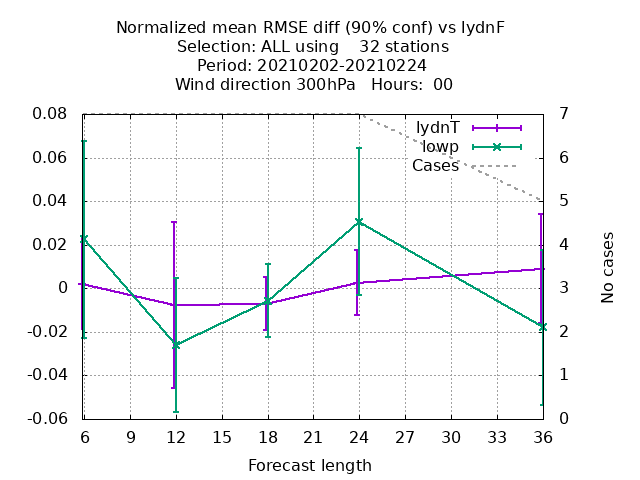 Normalized mean RMSE diff (90% conf) vs lydnF
Selection: ALL using    32 stations
Period: 20210202-20210224
Wind direction 300hPa   Hours:  00
0.08
0.06
0.04
0.02
0
-0.02
-0.04
-0.06
7
6
5
4
3
2
1
0
lydnT
lowp
Cases
No cases
6 9 12 15 18 21 24 27 30 33 36
Forecast length